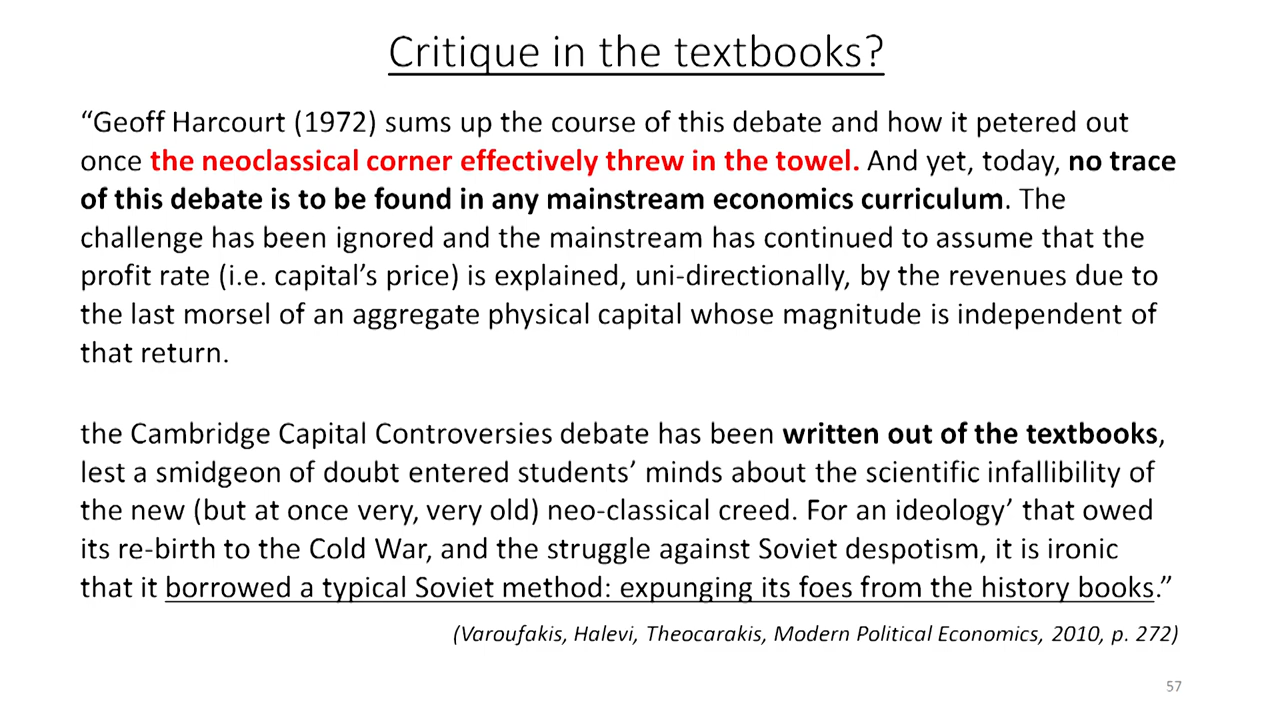 Critique in the textbooks?
“Geoff Harcourt (1972) sums up the course of this debate and how it petered out
once the neoclassical corner effectively threw in the towel. And yet, today, no trace
of this debate is to be found in any mainstream economics curriculum. The
challenge has been ignored and the mainstream has continued to assume that the
profit rate (i.e. capital’s price) is explained, uni-directionally, by the revenues due to
the last morsel of an aggregate physical capital whose magnitude is independent of
that return.
the Cambridge Capital Controversies debate has been written out of the textbooks,
lest a smidgeon of doubt entered students’ minds about the scientific infallibility of
the new (but at once very, very old) neo-classical creed. For an ideology’ that owed
its re-birth to the Cold War, and the struggle against Soviet despotism, it is ironic
that it borrowed a typical Soviet method: expunging its foes from the history books.”
(Varoufakis, Halevi, Theocarakis, Modern Political Economics, 2010, p. 272)
57